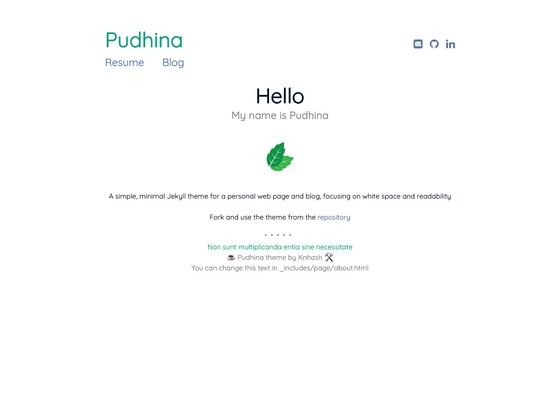 Pudhina
Resume Blog
Hello
My name is Pudhina
A simple, minimal Jekyll theme for a personal web page and blog, focusing on white space and readability
Fork and use the theme from the repository
Non sunt multiplicanda entia sine necessitate
☕ Pudhina theme by Knhash 🛠
You can change this text in _includes/page/about.html